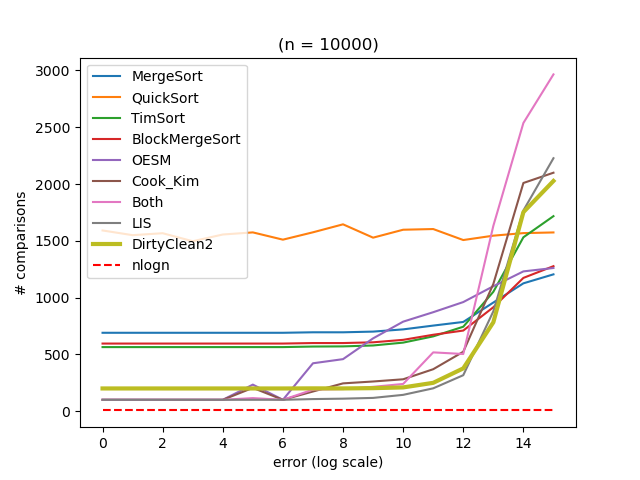 (n = 10000)
# comparisons
3000
2500
2000
1500
1000
500
0
MergeSort
QuickSort
TimSort
BlockMergeSort
OESM
Cook_Kim
Both
LIS
DirtyClean2
nlogn
0 2 4 6 8 10 12 14
error (log scale)